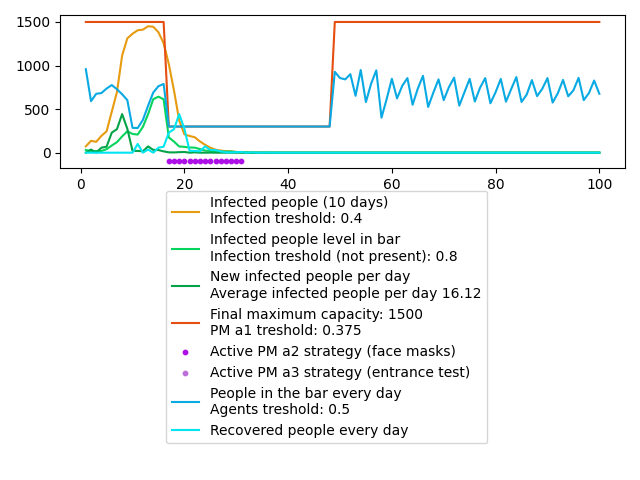 1500
1000
500
0
0
20
40
60
80
100
Infected people (10 days)
Infection treshold: 0.4
Infected people level in bar
Infection treshold (not present): 0.8
New infected people per day
Average infected people per day 16.12
Final maximum capacity: 1500
PM a1 treshold: 0.375
Active PM a2 strategy (face masks)
Active PM a3 strategy (entrance test)
People in the bar every day
Agents treshold: 0.5
Recovered people every day